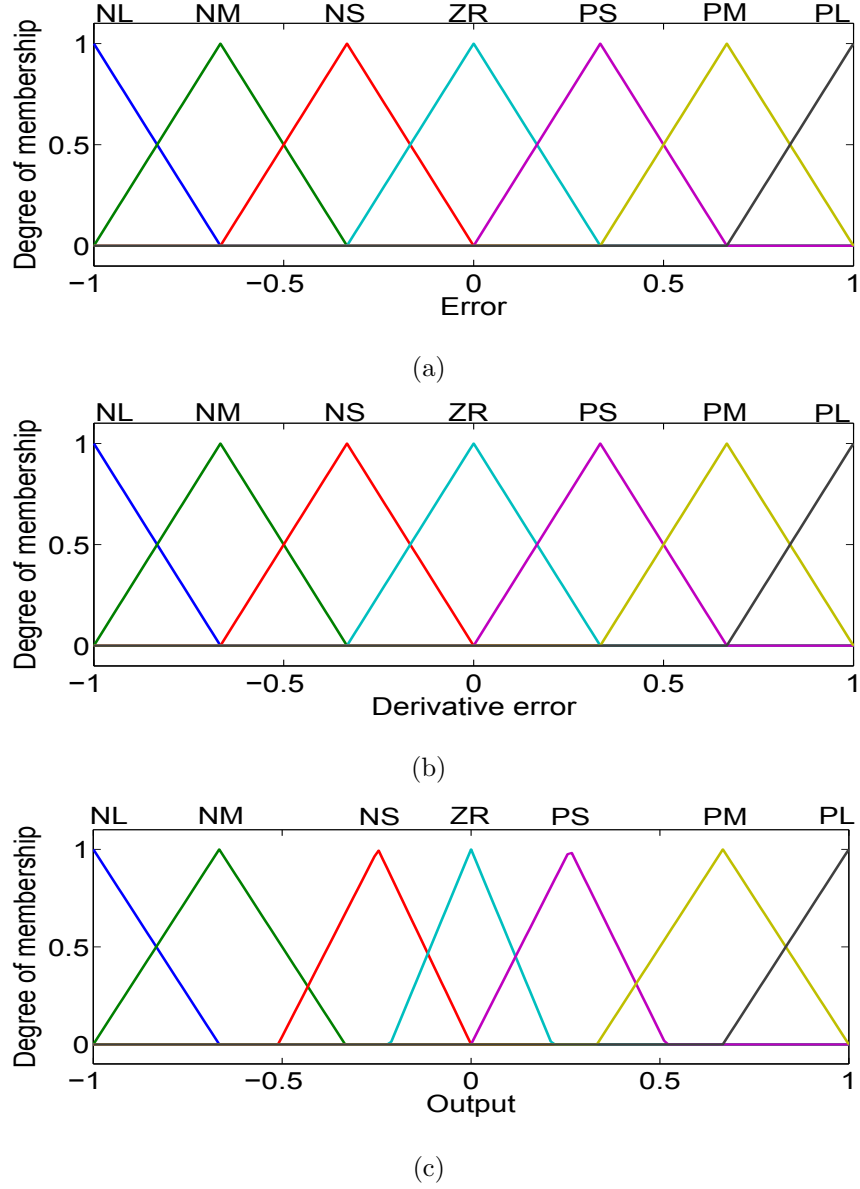 NL NM NS ZR PS PM PL
1
0.5
0
Degree of membership
−1 −0.5 0 0.5 1
Error
(a)
NL NM NS ZR PS PM PL
1
0.5
0
Degree of membership
−1 −0.5 0 0.5 1
Derivative error
(b)
NL NM NS ZR PS PM PL
1
0.5
0
Degree of membership
−1 −0.5 0 0.5 1
Output
(c)